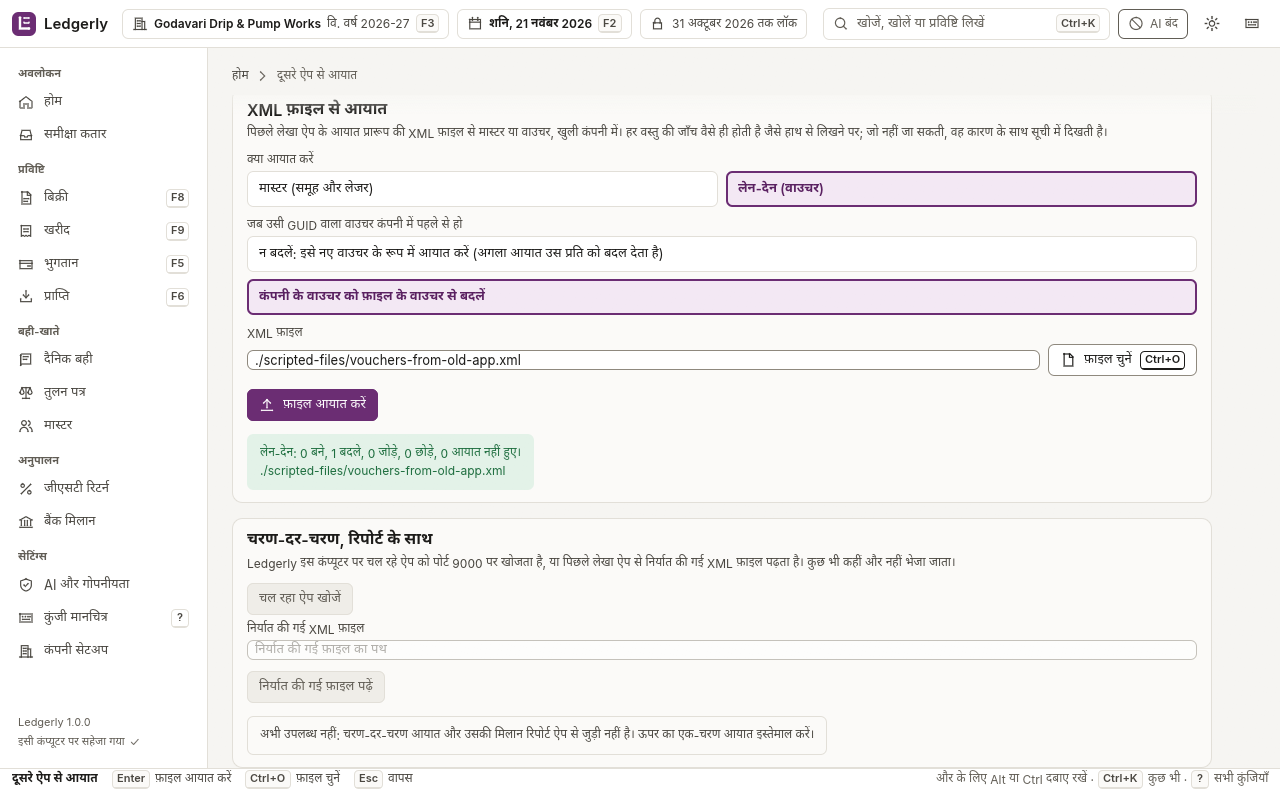 Ledgerly
Godavari Drip & Pump Works वि. वर्ष 2026-27 F3
शनि, 21 नवंबर 2026 F2
31 अक्टूबर 2026 तक लॉक
खोजें, खोलें या प्रविष्टि लिखें Ctrl+K
AI बंद
अवलोकन
होम
समीक्षा कतार
प्रविष्टि
बिक्री F8
खरीद F9
भुगतान F5
प्राप्ति F6
बही-खाते
दैनिक बही
तुलन पत्र
मास्टर
अनुपालन
जीएसटी रिटर्न
बैंक मिलान
सेटिंग्स
AI और गोपनीयता
कुंजी मानचित्र ?
कंपनी सेटअप
Ledgerly 1.0.0
इसी कंप्यूटर पर सहेजा गया
होम
दूसरे ऐप से आयात
XML फ़ाइल से आयात
पिछले लेखा ऐप के आयात प्रारूप की XML फ़ाइल से मास्टर या वाउचर, खुली कंपनी में। हर वस्तु की जाँच वैसे ही होती है जैसे हाथ से लिखने पर; जो नहीं जा सकती, वह कारण के साथ सूची में दिखती है।
क्या आयात करें
मास्टर (समूह और लेजर)
लेन-देन (वाउचर)
जब उसी GUID वाला वाउचर कंपनी में पहले से हो
न बदलें: इसे नए वाउचर के रूप में आयात करें (अगला आयात उस प्रति को बदल देता है)
कंपनी के वाउचर को फ़ाइल के वाउचर से बदलें
XML फ़ाइल
./scripted-files/vouchers-from-old-app.xml
फ़ाइल चुनें Ctrl+O
फ़ाइल आयात करें
लेन-देन: 0 बने, 1 बदले, 0 जोड़े, 0 छोड़े, 0 आयात नहीं हुए।
./scripted-files/vouchers-from-old-app.xml
चरण-दर-चरण, रिपोर्ट के साथ
Ledgerly इस कंप्यूटर पर चल रहे ऐप को पोर्ट 9000 पर खोजता है, या पिछले लेखा ऐप से निर्यात की गई XML फ़ाइल पढ़ता है। कुछ भी कहीं और नहीं भेजा जाता।
चल रहा ऐप खोजें
निर्यात की गई XML फ़ाइल
निर्यात की गई फ़ाइल का पथ
निर्यात की गई फ़ाइल पढ़ें
अभी उपलब्ध नहीं: चरण-दर-चरण आयात और उसकी मिलान रिपोर्ट ऐप से जुड़ी नहीं है। ऊपर का एक-चरण आयात इस्तेमाल करें।
दूसरे ऐप से आयात Enter फ़ाइल आयात करें Ctrl+O फ़ाइल चुनें Esc वापस
और के लिए Alt या Ctrl दबाए रखें · Ctrl+K कुछ भी · ? सभी कुंजियाँ